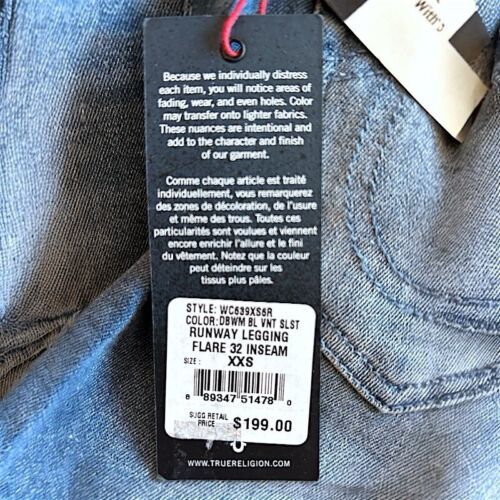 With 3
Because we individually distress
each item, you will notice areas of
fading, wear, and even holes. Color
may transfer onto lighter fabrics.
These nuances are intentional and
add to the character and finish
of our garment.
Comme chaque article est traité
individuellement, vous remarquerez
des zones de décoloration, de l'usure
et même des trous. Toutes ces
particularités sont voulues et viennent
encore enrichir l'allure et le fini
du vêtement. Notez que la couleur
peut déteindre sur les
tissus plus pâles.
STYLE: WC639XS6R
COLOR:DBWM BL VNT SLST
RUNWAY LEGGING
FLARE 32 INSEAM
SIZE: XXS
8 89347 51478 0
SUGG RETAIL
PRICE $199.00
WWW.TRUERELIGION.COM